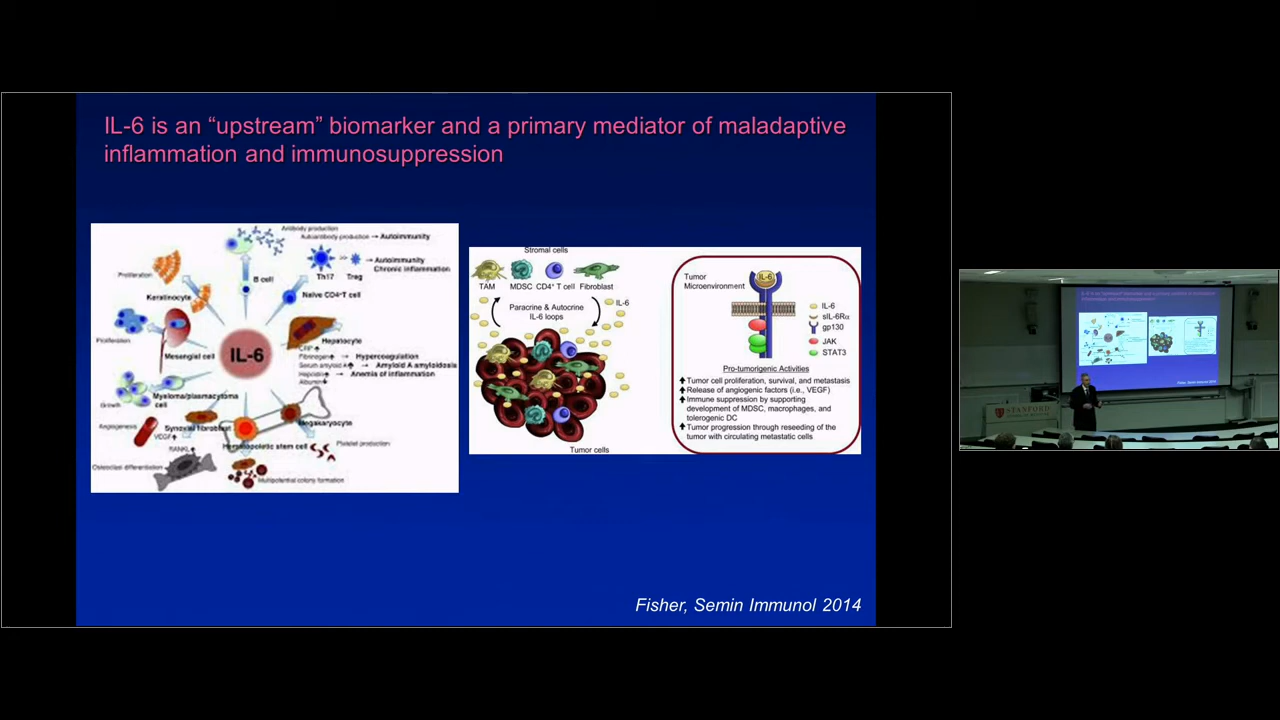 IL-6 is an “upstream” biomarker and a primary mediator of maladaptive
inflammation and immunosuppression
Antibody production
Autoantibody production → Autoimmunity
B cell
Th17
>>
Treg
→ Autoimmunity
Chronic inflammation
Naive CD4+T cell
Proliferation
Keratinocyte
Proliferation
Mesengial cell
IL-6
Hepatocyte
CRP
Fibrinogen → Hypercoagulation
Serum amyloid A → Amyloid A amyloidosis
Hepcidin → Anemis of inflammation
Albumin
Growth
Myeloma/plasmacytoma
cell
Angiogenesis
VEGF
Synovial fibroblast
RANKL
Osteoclast differentiation
Hematopoietic stem cell
Multipotential colony formation
Megakaryocyte
Platelet production
Stromal cells
TAM
MDSC
CD4+ T cell
Fibroblast
Paracrine & Autocrine
IL-6 loops
IL-6
Tumor cells
Tumor
Microenvironment
IL-6
IL-6
sIL-6Rα
gp130
JAK
STAT3
Pro-tumorigenic Activities
Tumor cell proliferation, survival, and metastasis
Release of angiogenic factors (i.e., VEGF)
Immune suppression by supporting
development of MDSC, macrophages, and
tolerogenic DC
Tumor progression through reseeding of the
tumor with circulating metastatic cells
Fisher, Semin Immunol 2014
STANFORD